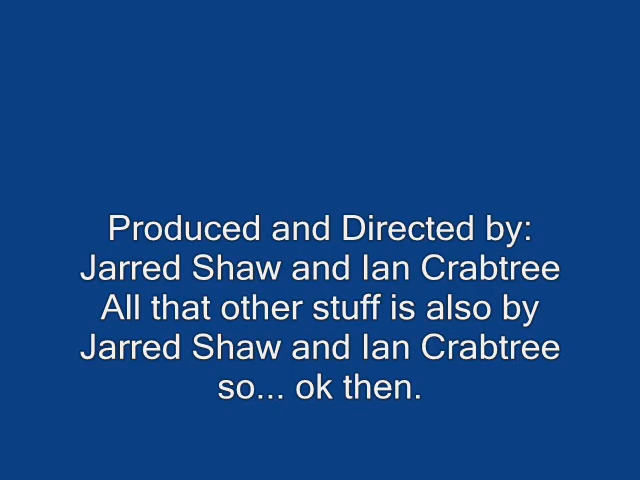 Produced and Directed by:
Jarred Shaw and Ian Crabtree
All that other stuff is also by
Jarred Shaw and Ian Crabtree
so... ok then.